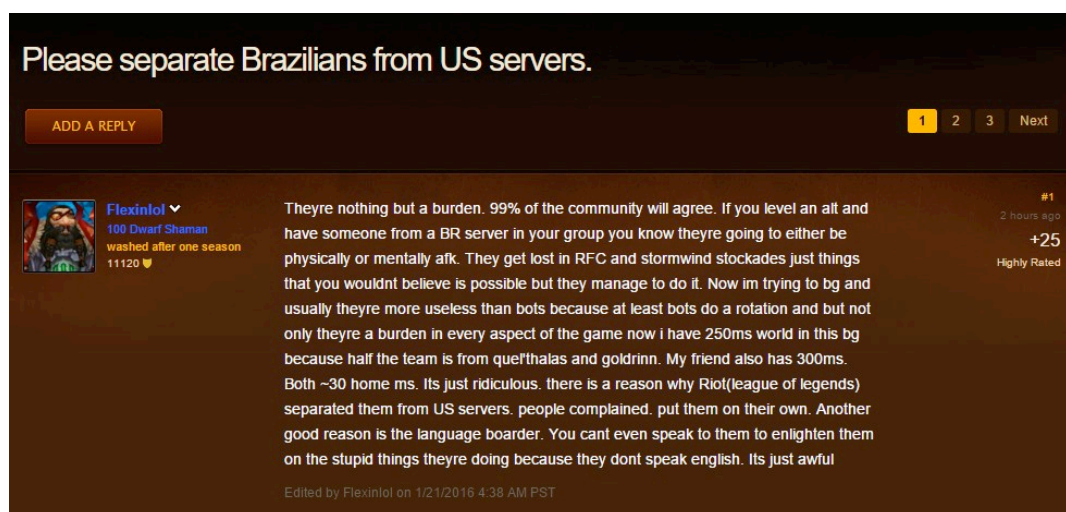 Please separate Brazilians from US servers.
ADD A REPLY
1 2 3 Next
Flexinlol
100 Dwarf Shaman
washed after one season
11120
Theyre nothing but a burden. 99% of the community will agree. If you level an alt and
have someone from a BR server in your group you know theyre going to either be
physically or mentally afk. They get lost in RFC and stormwind stockades just things
that you wouldnt believe is possible but they manage to do it. Now im trying to bg and
usually theyre more useless than bots because at least bots do a rotation and but not
only theyre a burden in every aspect of the game now i have 250ms world in this bg
because half the team is from quel'thalas and goldrinn. My friend also has 300ms.
Both ~30 home ms. Its just ridiculous. there is a reason why Riot(league of legends)
separated them from US servers. people complained. put them on their own. Another
good reason is the language boarder. You cant even speak to them to enlighten them
on the stupid things theyre doing because they dont speak english. Its just awful
Edited by Flexinlol on 1/21/2016 4:38 AM PST
#1
2 hours ago
+25
Highly Rated